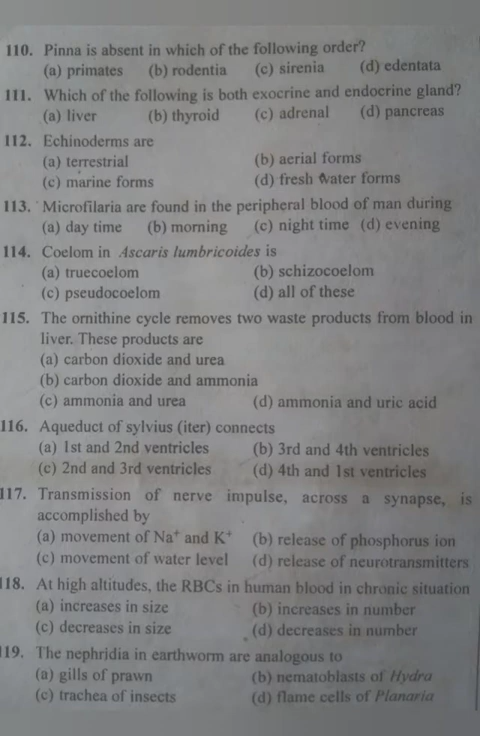 110. Pinna is absent in which of the following order?
(a) primates (b) rodentia (c) sirenia (d) edentata
111. Which of the following is both exocrine and endocrine gland?
(a) liver (b) thyroid (c) adrenal (d) pancreas
112. Echinoderms are
(a) terrestrial (b) aerial forms
(c) marine forms (d) fresh water forms
113. Microfilaria are found in the peripheral blood of man during
(a) day time (b) morning (c) night time (d) evening
114. Coelom in Ascaris lumbricoides is
(a) truecoelom (b) schizocoelom
(c) pseudocoelom (d) all of these
115. The ornithine cycle removes two waste products from blood in
liver. These products are
(a) carbon dioxide and urea
(b) carbon dioxide and ammonia
(c) ammonia and urea (d) ammonia and uric acid
116. Aqueduct of sylvius (iter) connects
(a) 1st and 2nd ventricles (b) 3rd and 4th ventricles
(c) 2nd and 3rd ventricles (d) 4th and 1st ventricles
117. Transmission of nerve impulse, across a synapse, is
accomplished by
(a) movement of Na⁺ and K⁺ (b) release of phosphorus ion
(c) movement of water level (d) release of neurotransmitters
118. At high altitudes, the RBCs in human blood in chronic situation
(a) increases in size (b) increases in number
(c) decreases in size (d) decreases in number
119. The nephridia in earthworm are analogous to
(a) gills of prawn (b) nematoblasts of Hydra
(c) trachea of insects (d) flame cells of Planaria